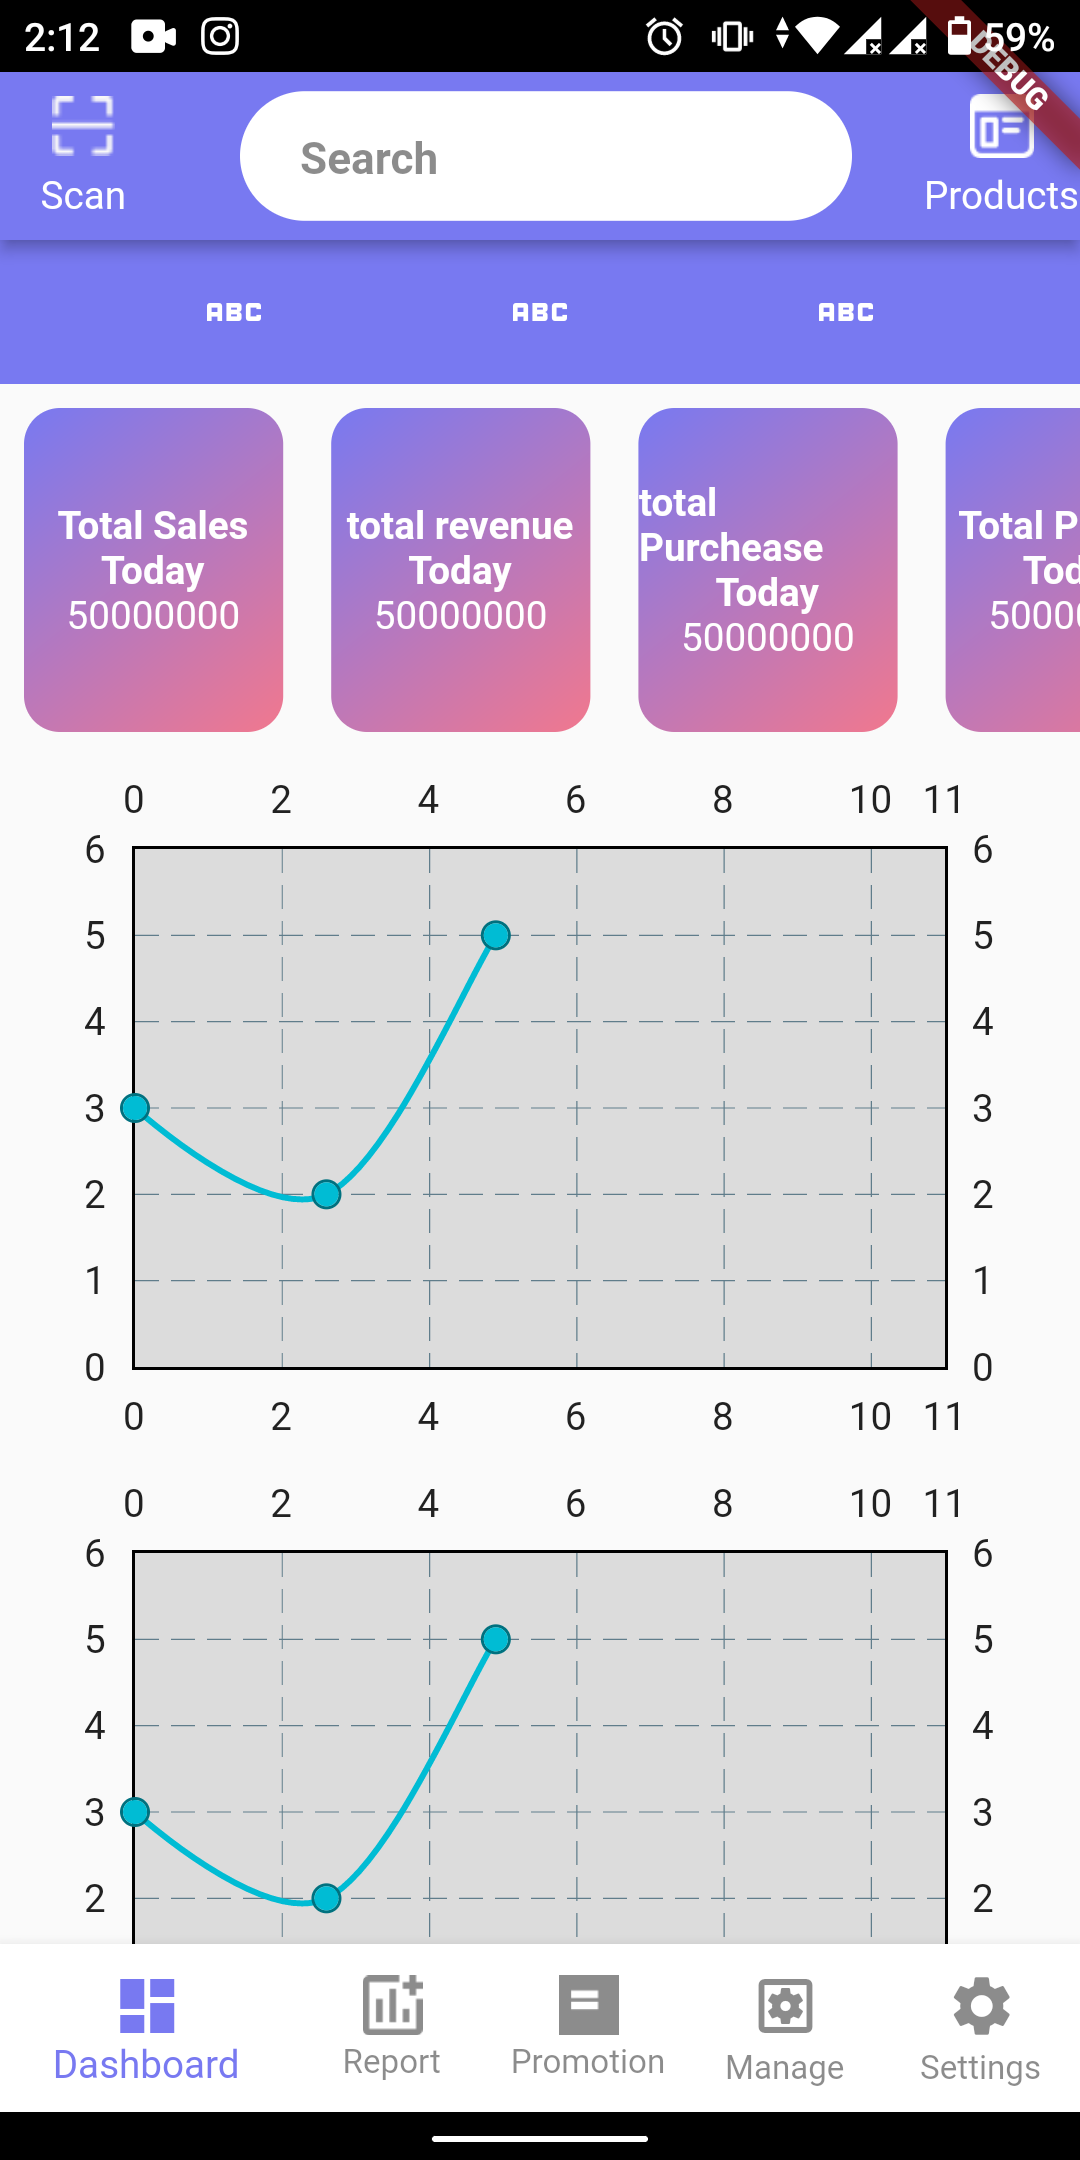 2:12
59%
DEBUG
Scan
Search
Products
ABC ABC ABC
Total Sales
Today
50000000
total revenue
Today
50000000
total
Purchease
Today
50000000
Total P
Tod
5000
0 2 4 6 8 10 11
6 6
5 5
4 4
3 3
2 2
1 1
0 0
0 2 4 6 8 10 11
0 2 4 6 8 10 11
6 6
5 5
4 4
3 3
2 2
Dashboard Report Promotion Manage Settings